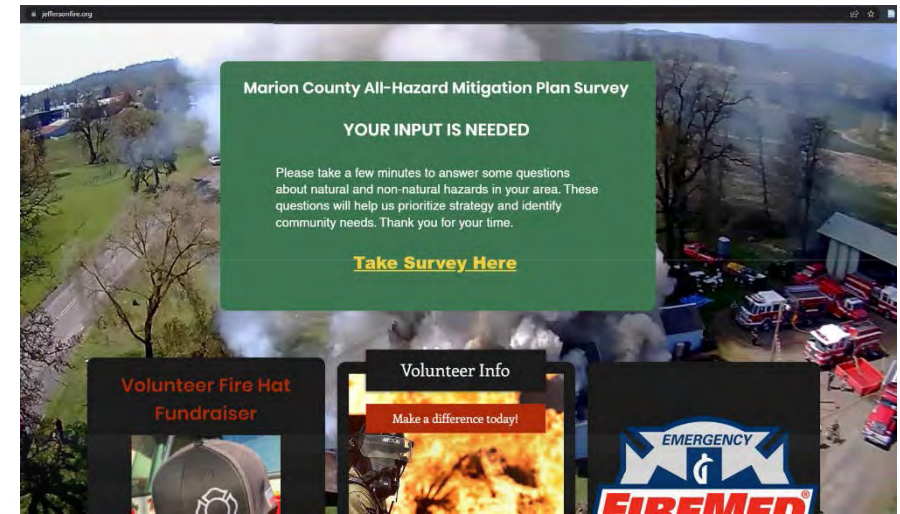 jeffersonfire.org
Marion County All-Hazard Mitigation Plan Survey
YOUR INPUT IS NEEDED
Please take a few minutes to answer some questions
about natural and non-natural hazards in your area. These
questions will help us prioritize strategy and identify
community needs. Thank you for your time.
Take Survey Here
Volunteer Fire Hat
Fundraiser
Volunteer Info
Make a difference today!
EMERGENCY
FIREMED®